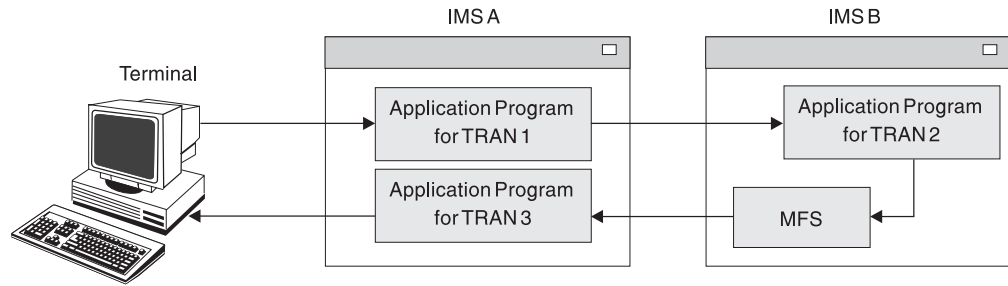 IMS A
IMS B
Terminal
Application Program
for TRAN 1
Application Program
for TRAN 2
Application Program
for TRAN 3
MFS